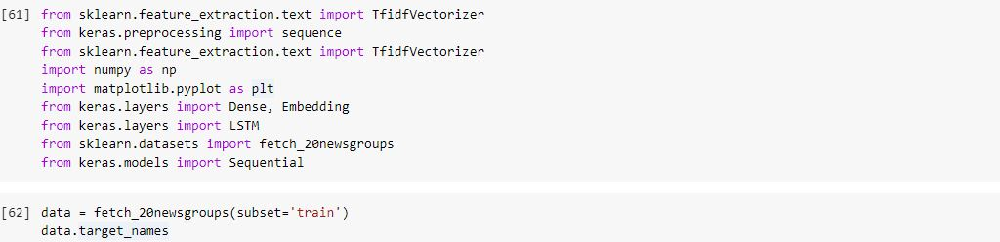 [61] from sklearn.feature_extraction.text import TfidfVectorizer
from keras.preprocessing import sequence
from sklearn.feature_extraction.text import TfidfVectorizer
import numpy as np
import matplotlib.pyplot as plt
from keras.layers import Dense, Embedding
from keras.layers import LSTM
from sklearn.datasets import fetch_20newsgroups
from keras.models import Sequential
[62] data = fetch_20newsgroups(subset='train')
data.target_names